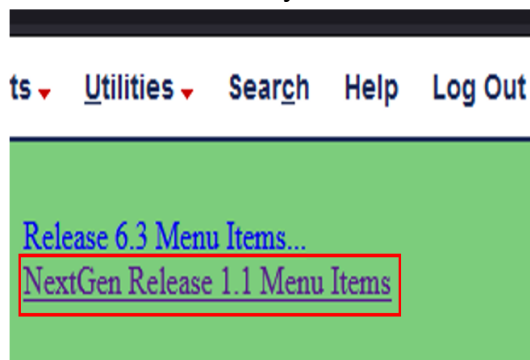 ts Utilities Search Help Log Out
Release 6.3 Menu Items...
NextGen Release 1.1 Menu Items